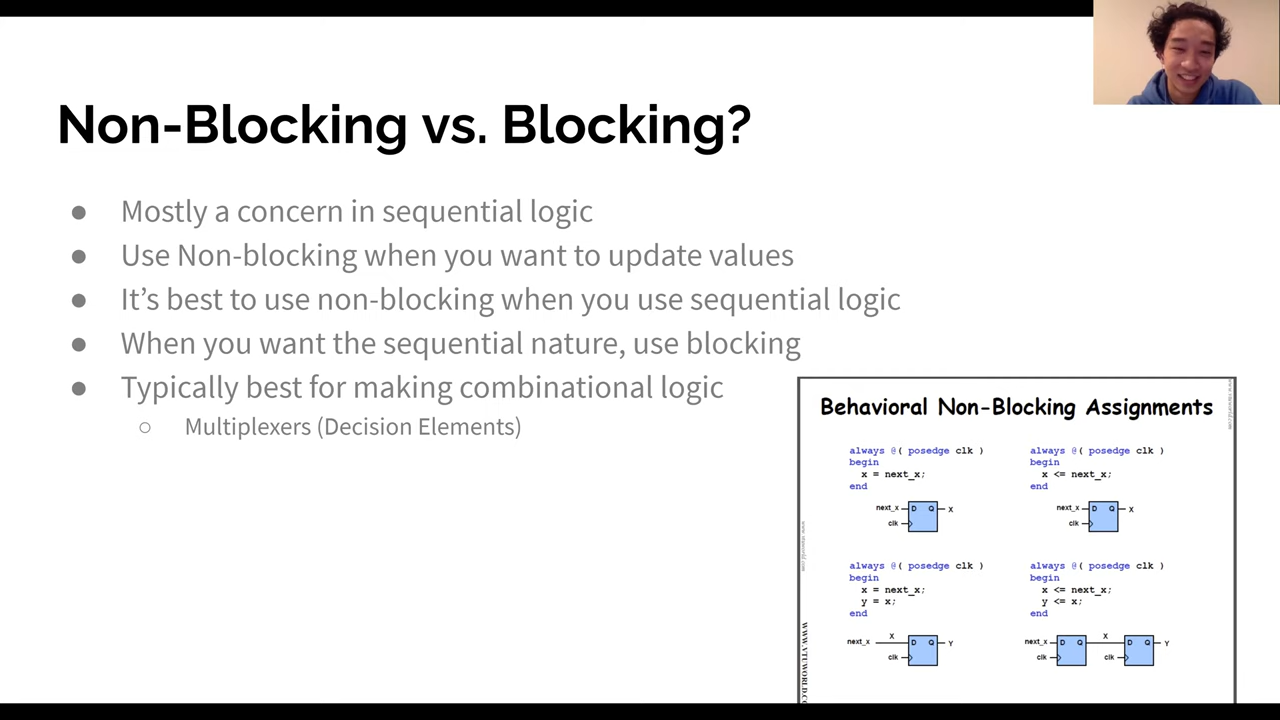 Non-Blocking vs. Blocking?
● Mostly a concern in sequential logic
● Use Non-blocking when you want to update values
● It's best to use non-blocking when you use sequential logic
● When you want the sequential nature, use blocking
● Typically best for making combinational logic
○ Multiplexers (Decision Elements)
Behavioral Non-Blocking Assignments
always @( posedge clk )
begin
x = next_x;
end
next_x D Q X
clk
always @( posedge clk )
begin
x <= next_x;
end
next_x D Q X
clk
always @( posedge clk )
begin
x = next_x;
y = x;
end
next_x X D Q Y
clk
always @( posedge clk )
begin
x <= next_x;
y <= x;
end
next_x D Q X D Q Y
clk clk